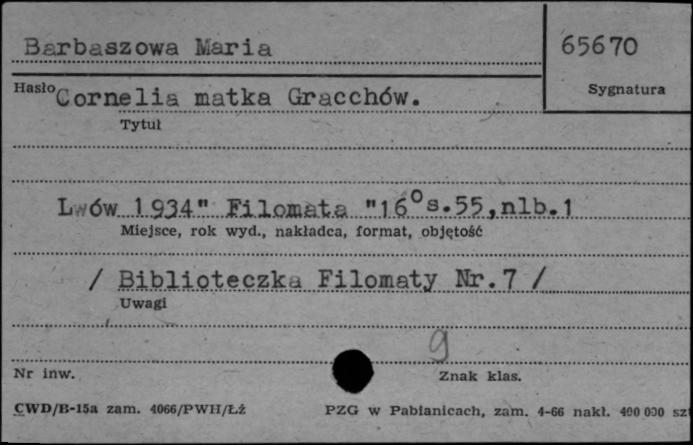 Barbaszowa Maria
65670
Hasło
Sygnatura
Cornelia matka Gracchów.
Tytuł
Lwów 1934" Filomata "16°s.55,nlb.1
Miejsce, rok wyd., nakładca, format, objętość
/ Biblioteczka Filomaty Nr.7 /
Uwagi
9
Nr inw.
Znak klas.
CWD/B-15a zam. 4066/PWH/Łź
PZG w Pabianicach, zam. 4-66 nakł. 400 000 szt